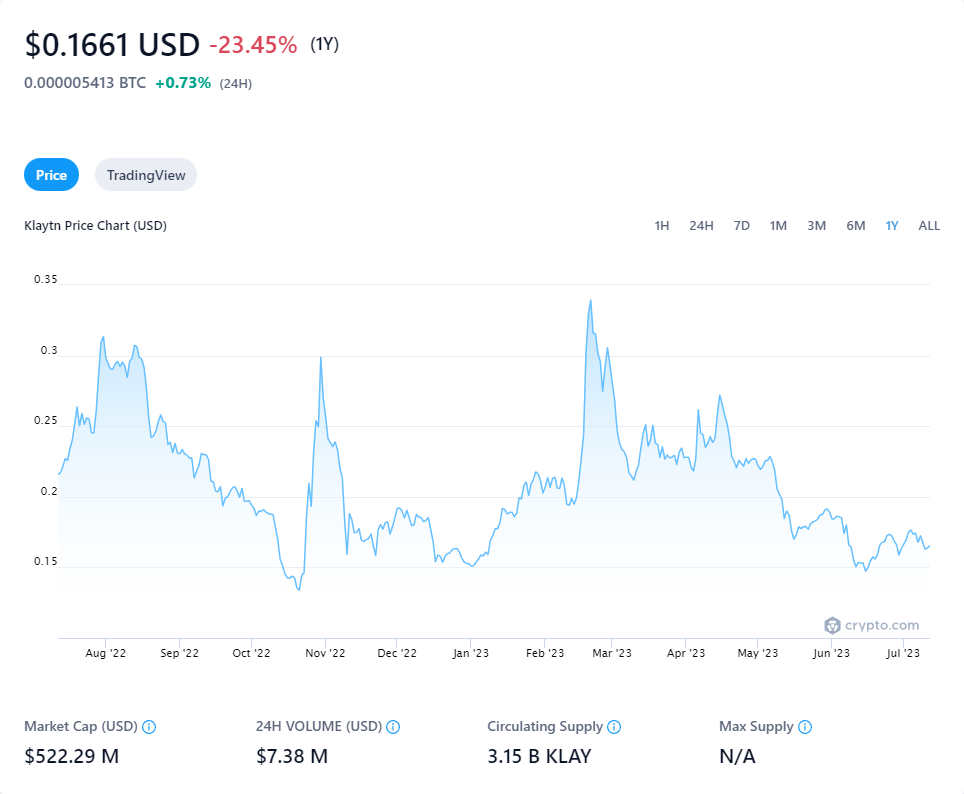 $0.1661 USD -23.45% (1Y)
0.000005413 BTC +0.73% (24H)
Price TradingView
Klaytn Price Chart (USD) 1H 24H 7D 1M 3M 6M 1Y ALL
0.35
0.3
0.25
0.2
0.15
crypto.com
Aug '22 Sep '22 Oct '22 Nov '22 Dec '22 Jan '23 Feb '23 Mar '23 Apr '23 May '23 Jun '23 Jul '23
Market Cap (USD) 24H VOLUME (USD) Circulating Supply Max Supply
$522.29 M $7.38 M 3.15 B KLAY N/A